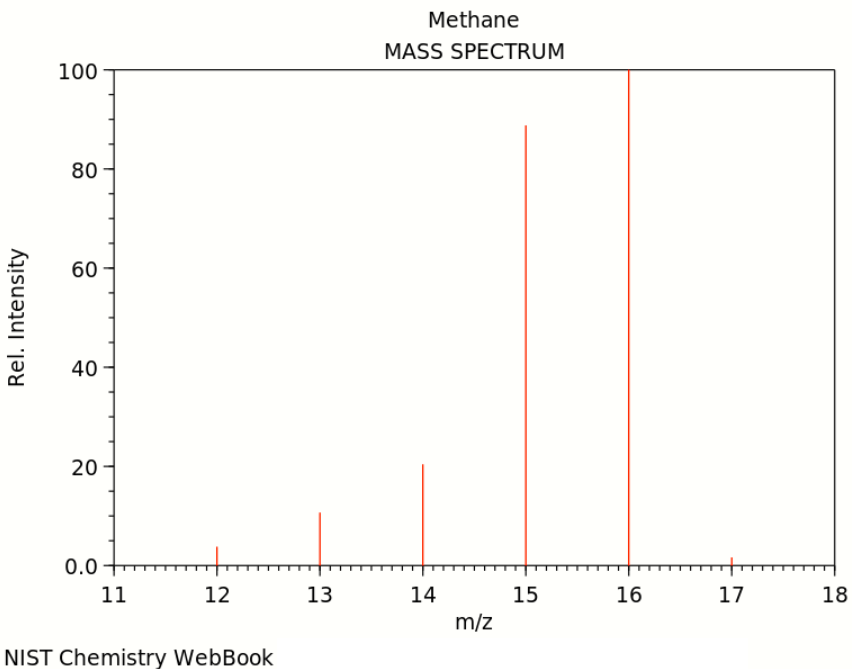 Methane
MASS SPECTRUM
100
80
60
40
20
0.0
Rel. Intensity
11 12 13 14 15 16 17 18
m/z
NIST Chemistry WebBook